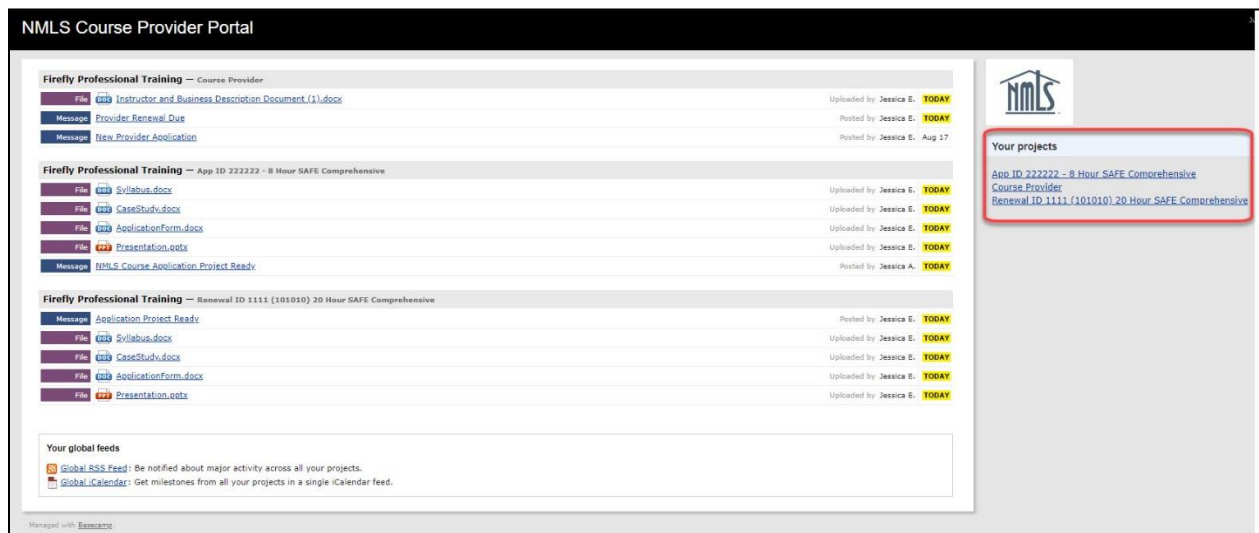 NMLS Course Provider Portal
Firefly Professional Training — Course Provider
File DOC Instructor and Business Description Document (1).docx Uploaded by Jessica E. TODAY
Message Provider Renewal Due Posted by Jessica E. TODAY
Message New Provider Application Posted by Jessica E. Aug 17
Firefly Professional Training — App ID 222222 - 8 Hour SAFE Comprehensive
File DOC Syllabus.docx Uploaded by Jessica E. TODAY
File DOC CaseStudy.docx Uploaded by Jessica E. TODAY
File DOC ApplicationForm.docx Uploaded by Jessica E. TODAY
File PPT Presentation.pptx Uploaded by Jessica E. TODAY
Message NMLS Course Application Project Ready Posted by Jessica A. TODAY
Firefly Professional Training — Renewal ID 1111 (101010) 20 Hour SAFE Comprehensive
Message Application Project Ready Posted by Jessica E. TODAY
File DOC Syllabus.docx Uploaded by Jessica E. TODAY
File DOC CaseStudy.docx Uploaded by Jessica E. TODAY
File DOC ApplicationForm.docx Uploaded by Jessica E. TODAY
File PPT Presentation.pptx Uploaded by Jessica E. TODAY
Your global feeds
Global RSS Feed: Be notified about major activity across all your projects.
Global iCalendar: Get milestones from all your projects in a single iCalendar feed.
Managed with Basecamp.
NMLS
Your projects
App ID 222222 - 8 Hour SAFE Comprehensive
Course Provider
Renewal ID 1111 (101010) 20 Hour SAFE Comprehensive